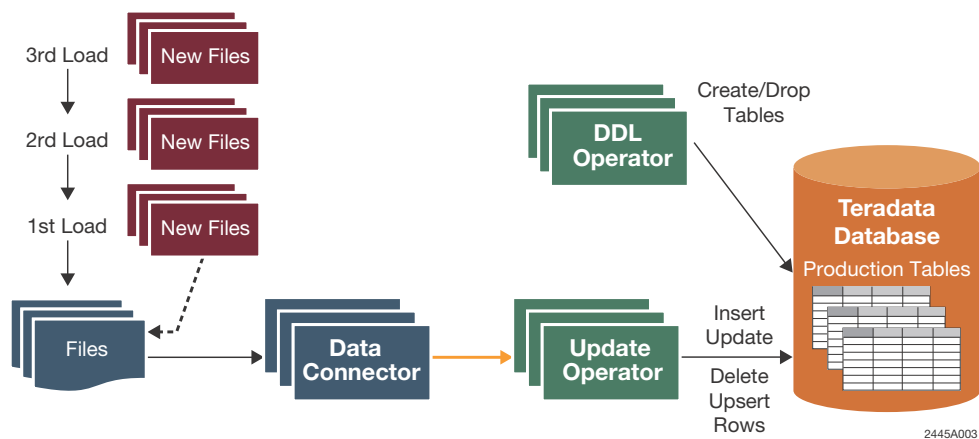 3rd Load
New Files
2nd Load
New Files
1st Load
New Files
Files
Data
Connector
Update
Operator
DDL
Operator
Create/Drop
Tables
Insert
Update
Delete
Upsert
Rows
Teradata
Database
Production Tables
2445A003